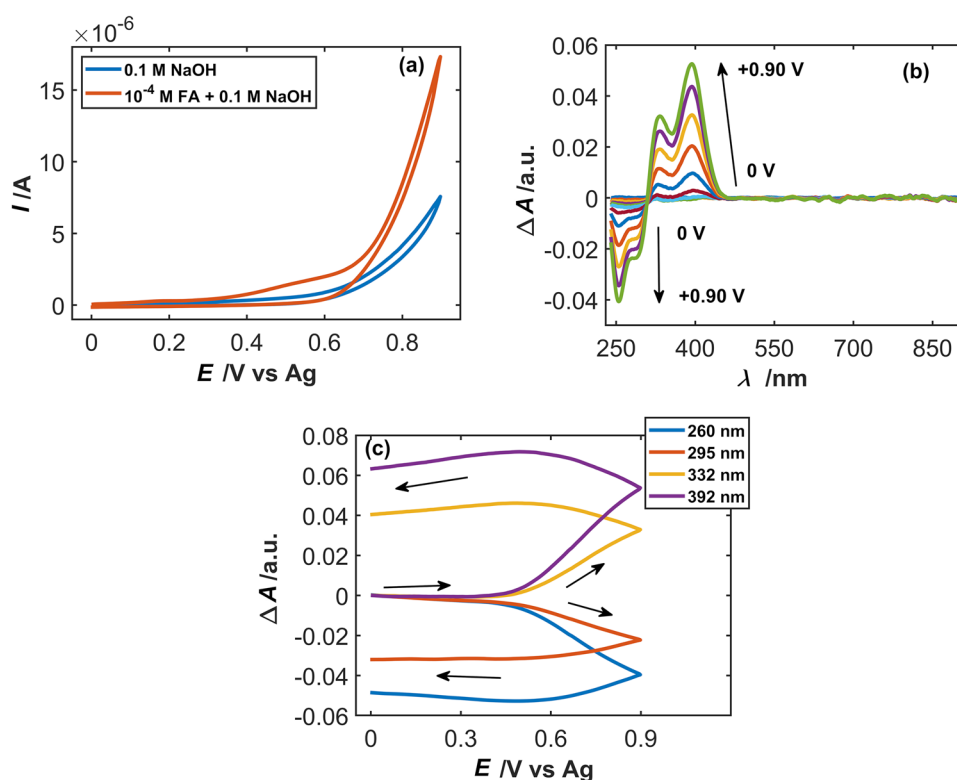 ×10⁻⁶
(a)
0.1 M NaOH
10⁻⁴ M FA + 0.1 M NaOH
15
10
5
0
I /A
0 0.2 0.4 0.6 0.8
E /V vs Ag
(b)
+0.90 V
0 V
0 V
+0.90 V
0.06
0.04
0.02
0
-0.02
-0.04
△A /a.u.
250 400 550 700 850
λ /nm
(c)
260 nm
295 nm
332 nm
392 nm
0.08
0.06
0.04
0.02
0
-0.02
-0.04
-0.06
△A /a.u.
0 0.3 0.6 0.9
E /V vs Ag